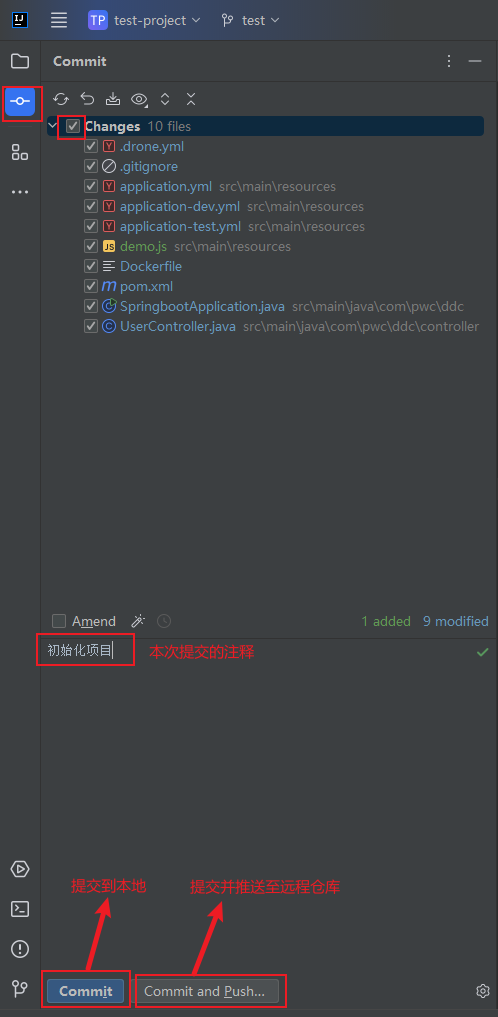 IJ
TP test-project test
Commit
Changes 10 files
Y .drone.yml
.gitignore
Y application.yml src\main\resources
Y application-dev.yml src\main\resources
Y application-test.yml src\main\resources
JS demo.js src\main\resources
Dockerfile
m pom.xml
C SpringbootApplication.java src\main\java\com\pwc\ddc
C UserController.java src\main\java\com\pwc\ddc\controller
Amend 1 added 9 modified
初始化项目 本次提交的注释
提交到本地 提交并推送至远程仓库
Commit Commit and Push...